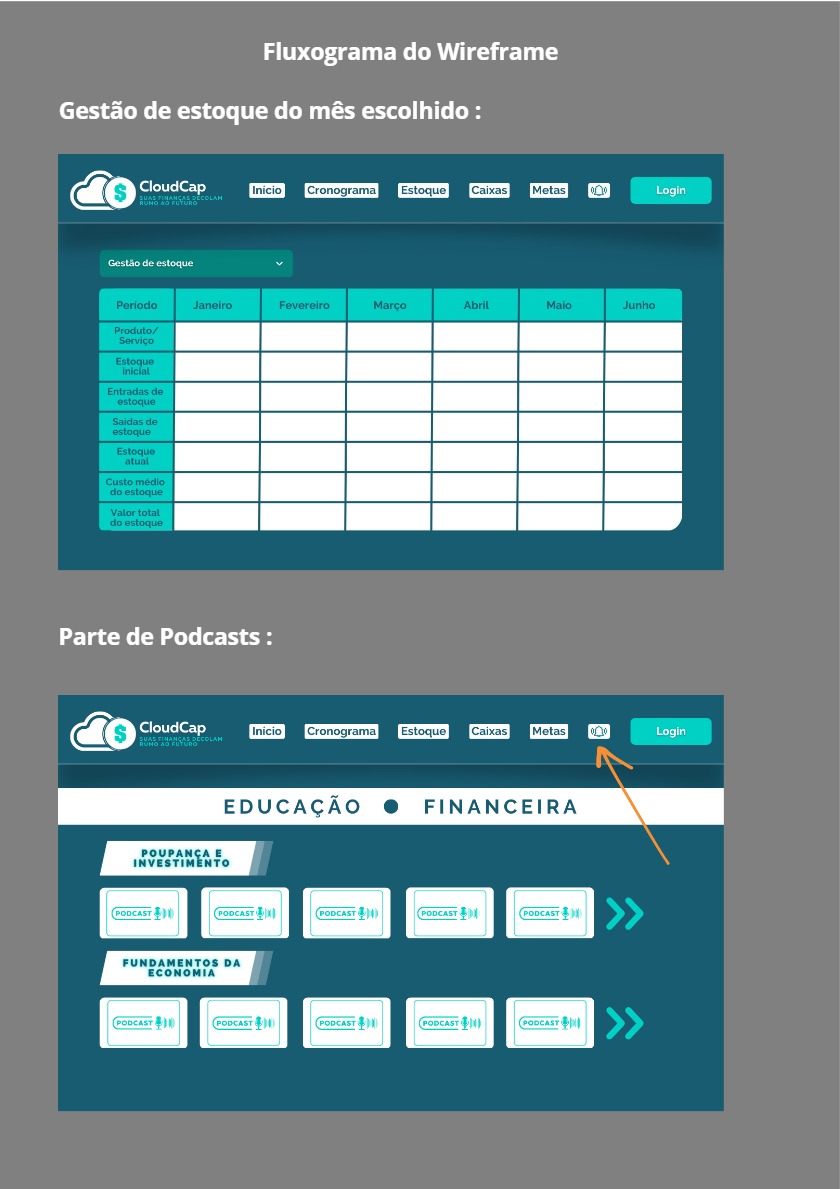 Fluxograma do Wireframe
Gestão de estoque do mês escolhido :
CloudCap
SUAS FINANÇAS DECOLAM
RUMO AO FUTURO
Início
Cronograma
Estoque
Caixas
Metas
Login
Gestão de estoque
Período
Janeiro
Fevereiro
Março
Abril
Maio
Junho
Produto/
Serviço
Estoque
inicial
Entradas de
estoque
Saídas de
estoque
Estoque
atual
Custo médio
do estoque
Valor total
do estoque
Parte de Podcasts :
CloudCap
SUAS FINANÇAS DECOLAM
RUMO AO FUTURO
Início
Cronograma
Estoque
Caixas
Metas
Login
EDUCAÇÃO ● FINANCEIRA
POUPANÇA E
INVESTIMENTO
PODCAST
PODCAST
PODCAST
PODCAST
PODCAST
FUNDAMENTOS DA
ECONOMIA
PODCAST
PODCAST
PODCAST
PODCAST
PODCAST